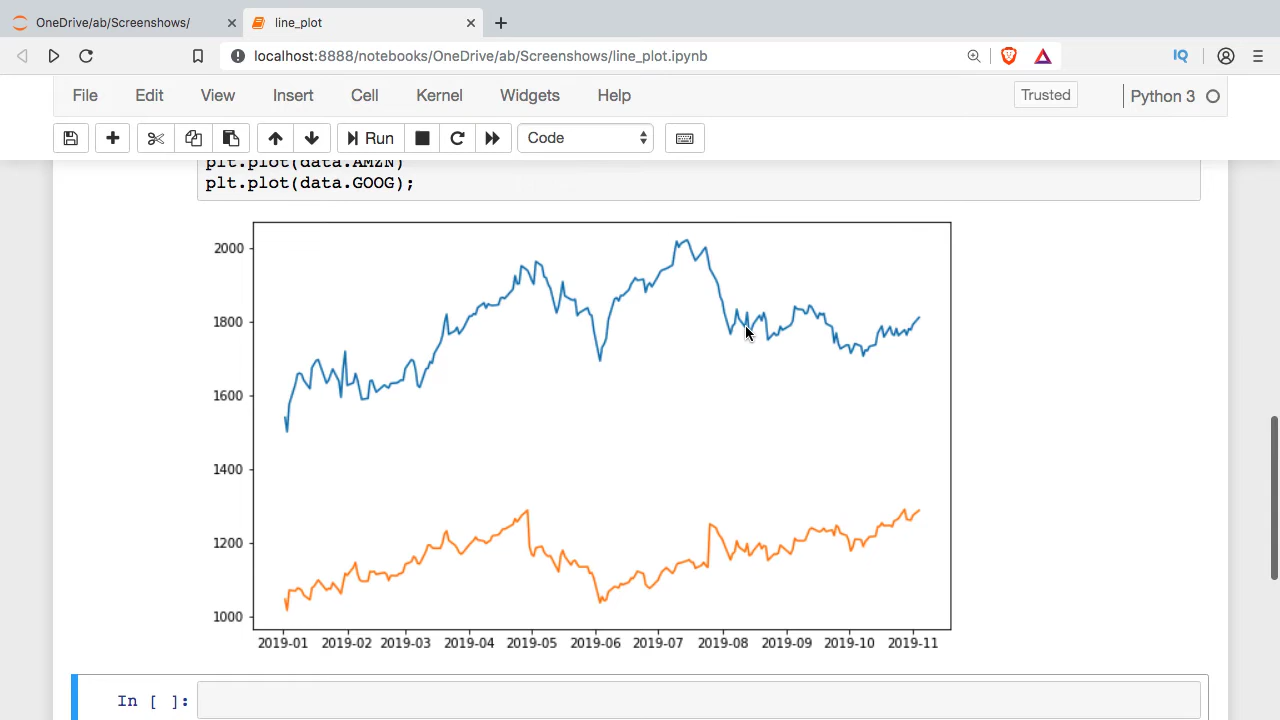 OneDrive/ab/Screenshows/
line_plot
localhost:8888/notebooks/OneDrive/ab/Screenshows/line_plot.ipynb
IQ
File Edit View Insert Cell Kernel Widgets Help
Trusted
Python 3
Run
Code
plt.plot(data.AMZN)
plt.plot(data.GOOG);
2000
1800
1600
1400
1200
1000
2019-01 2019-02 2019-03 2019-04 2019-05 2019-06 2019-07 2019-08 2019-09 2019-10 2019-11
In [ ]: